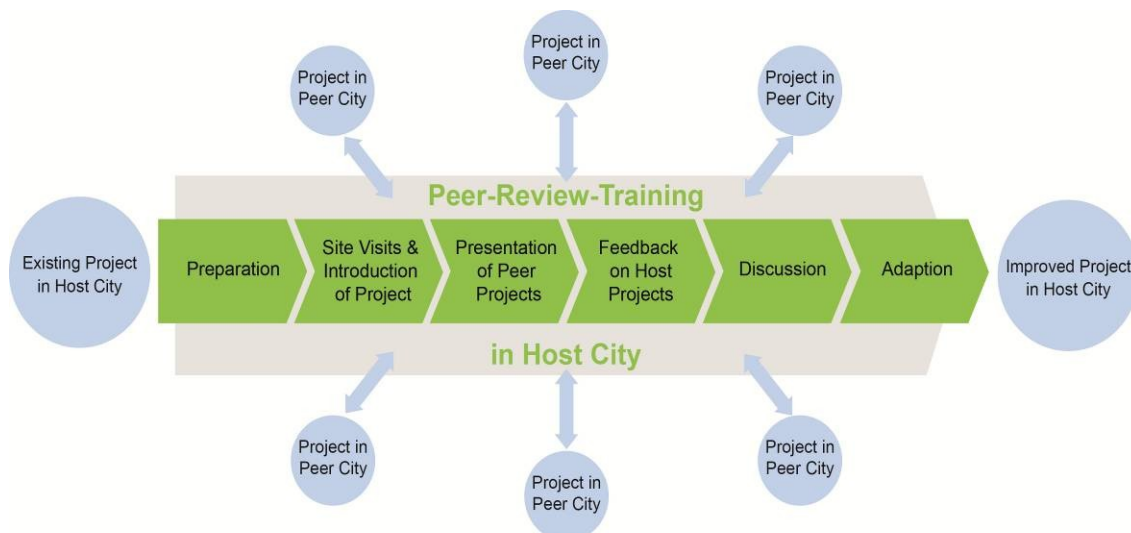 Project in
Peer City
Project in
Peer City
Project in
Peer City
Peer-Review-Training
Existing Project
in Host City
Preparation
Site Visits &
Introduction
of Project
Presentation
of Peer
Projects
Feedback
on Host
Projects
Discussion
Adaption
Improved Project
in Host City
in Host City
Project in
Peer City
Project in
Peer City
Project in
Peer City